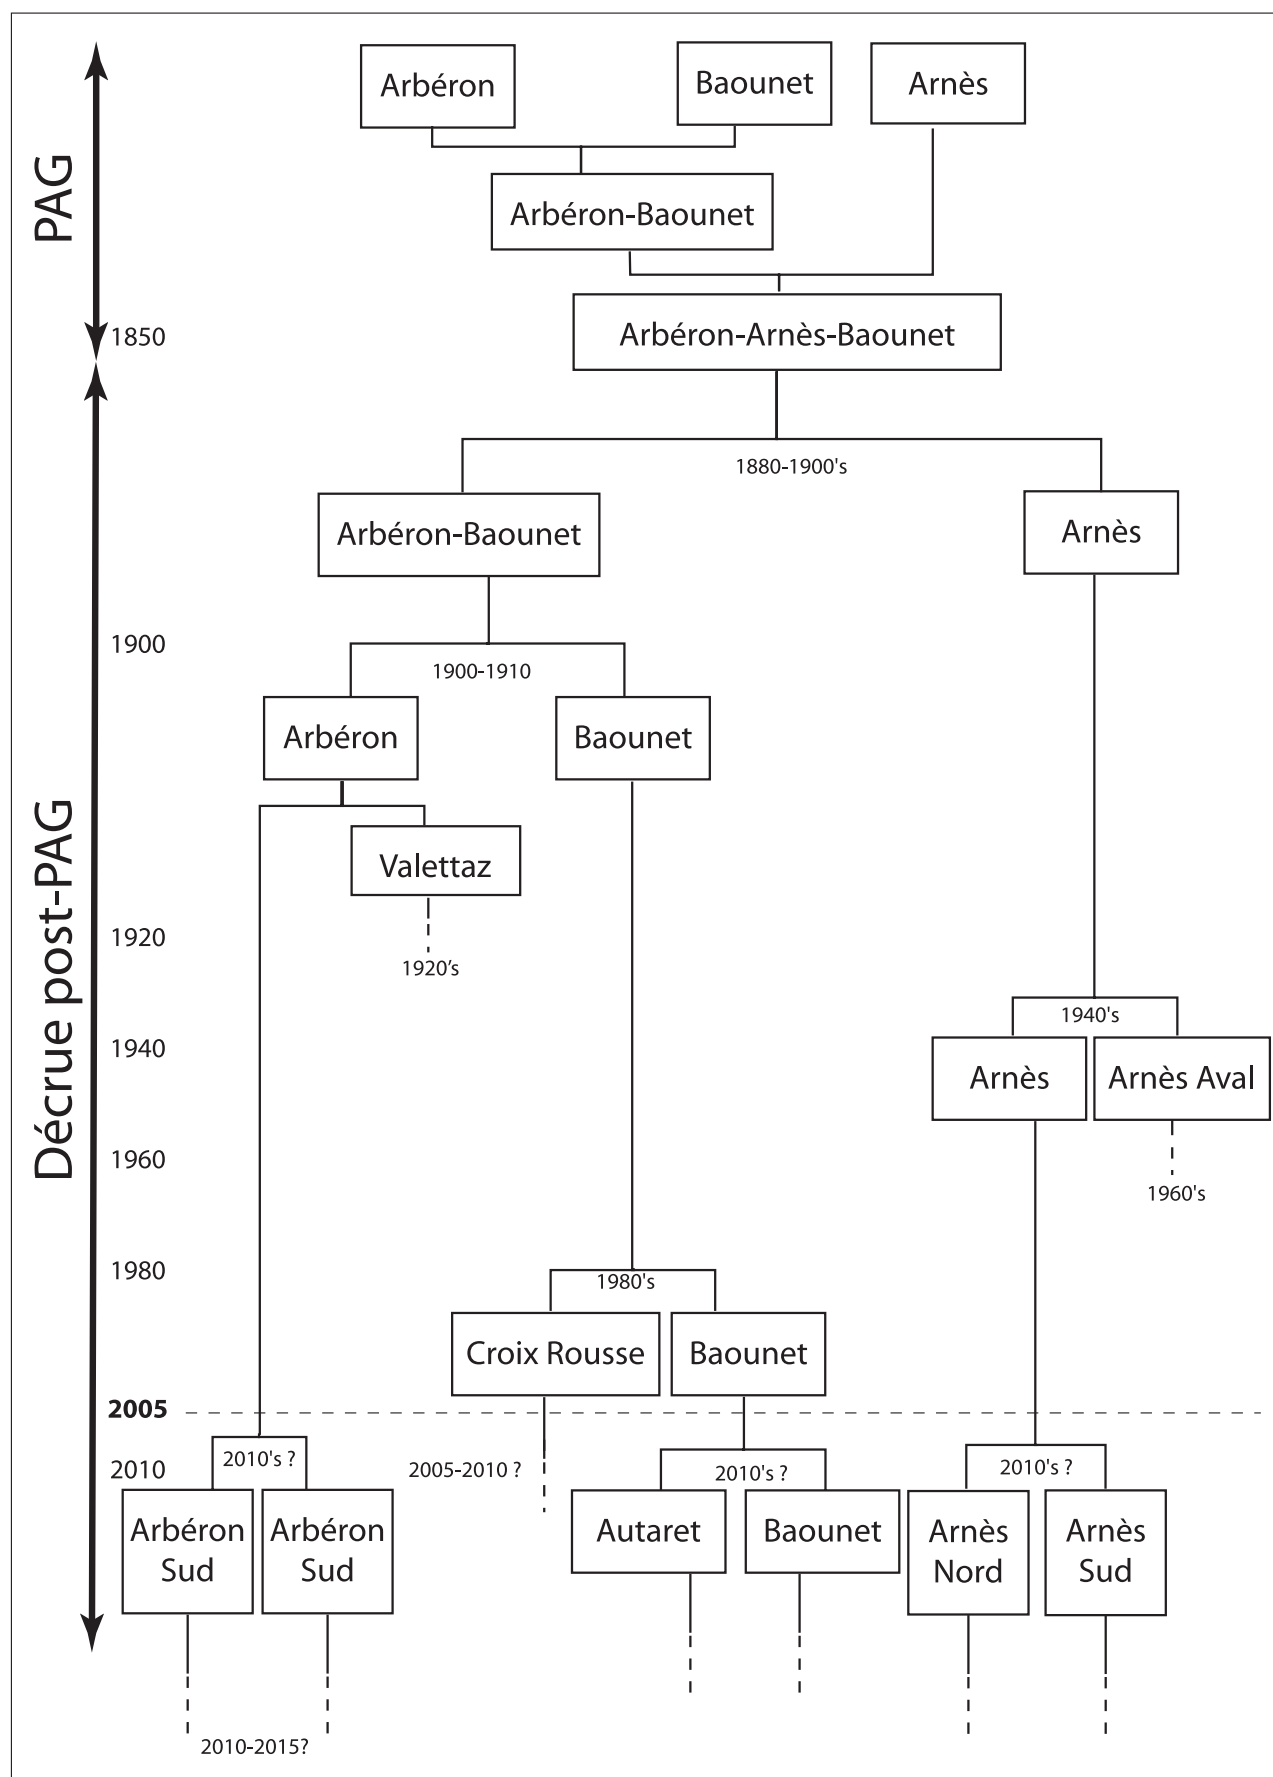 PAG
Arbéron
Baounet
Arnès
Arbéron-Baounet
1850
Arbéron-Arnès-Baounet
Décrue post-PAG
1880-1900's
Arbéron-Baounet
Arnès
1900
1900-1910
Arbéron
Baounet
Valettaz
1920
1920's
1940's
1940
Arnès
Arnès Aval
1960
1960's
1980
1980's
Croix Rousse
Baounet
2005
2010's ?
2010
2005-2010 ?
2010's ?
2010's ?
Arbéron
Sud
Arbéron
Sud
Autaret
Baounet
Arnès
Nord
Arnès
Sud
2010-2015?